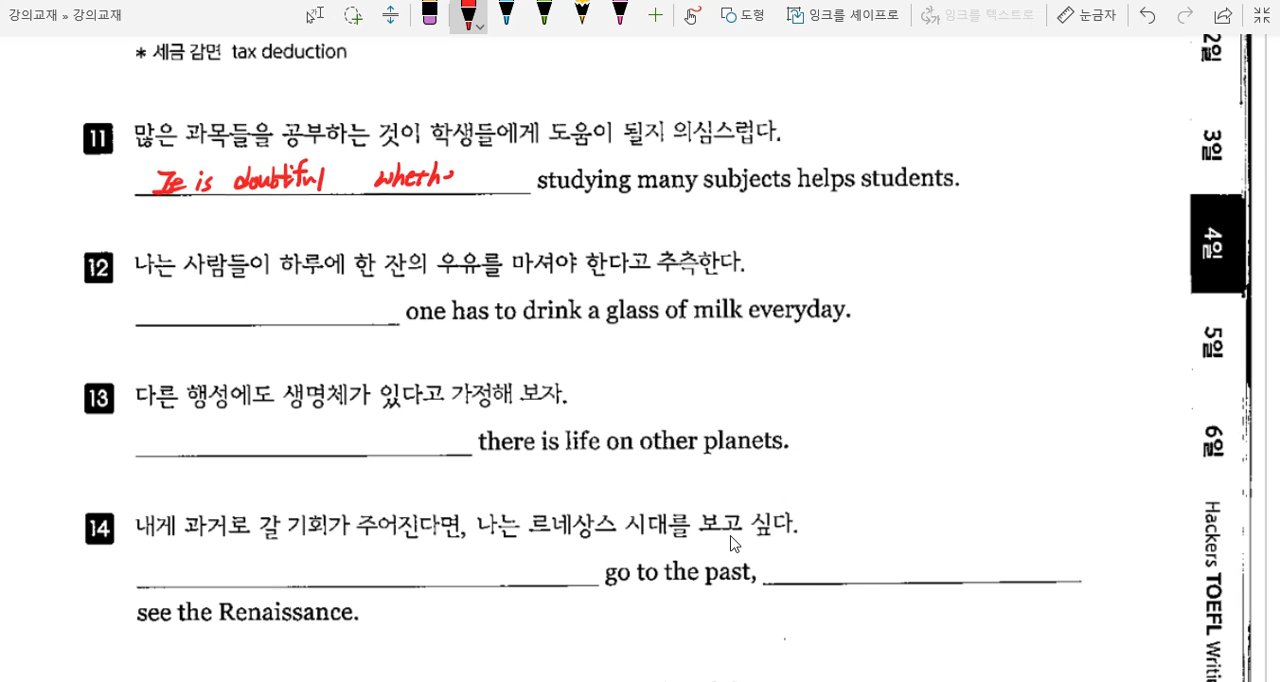 강의교재 » 강의교재
도형 잉크를 셰이프로 잉크를 텍스트로 눈금자
* 세금 감면 tax deduction
11 많은 과목들을 공부하는 것이 학생들에게 도움이 될지 의심스럽다.
It is doubtful wheth studying many subjects helps students.
12 나는 사람들이 하루에 한 잔의 우유를 마셔야 한다고 추측한다.
one has to drink a glass of milk everyday.
13 다른 행성에도 생명체가 있다고 가정해 보자.
there is life on other planets.
14 내게 과거로 갈 기회가 주어진다면, 나는 르네상스 시대를 보고 싶다.
go to the past,
see the Renaissance.
2일
3일
4일
5일
6일
Hackers TOEFL Writi